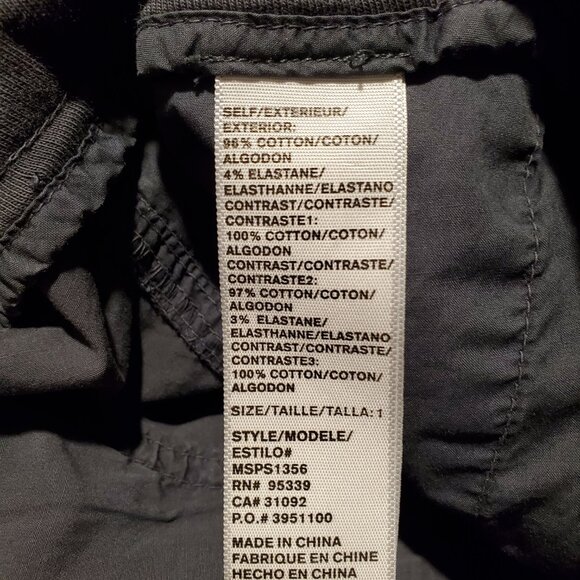 SELF/EXTERIEUR/
EXTERIOR:
96% COTTON/COTON/
ALGODON
4% ELASTANE/
ELASTHANNE/ELASTANO
CONTRAST/CONTRASTE/
CONTRASTE1:
100% COTTON/COTON/
ALGODON
CONTRAST/CONTRASTE/
CONTRASTE2:
97% COTTON/COTON/
ALGODON
3% ELASTANE/
ELASTHANNE/ELASTANO
CONTRAST/CONTRASTE/
CONTRASTE3:
100% COTTON/COTON/
ALGODON
SIZE/TAILLE/TALLA: 1
STYLE/MODELE/
ESTILO#
MSPS1356
RN# 95339
CA# 31092
P.O.# 3951100
MADE IN CHINA
FABRIQUE EN CHINE
HECHO EN CHINA